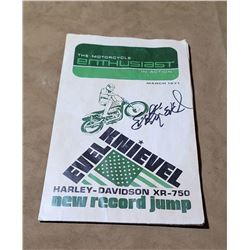 THE MOTORCYCLE
enthusiast
IN ACTION
MARCH 1971
EVEL
KNIEVEL
HARLEY-DAVIDSON XR-750
new record jump